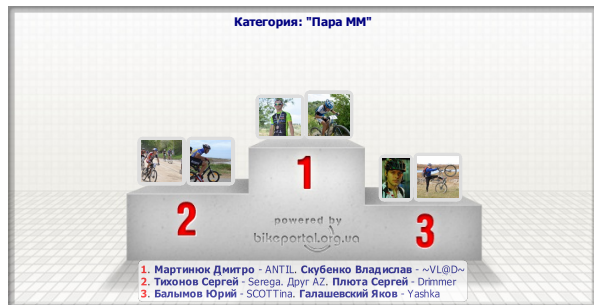 Категория: "Пара ММ"
1
2
3
powered by
bikeportal.org.ua
1. Мартинюк Дмитро - ANTIL. Скубенко Владислав - ~VL@D~
2. Тихонов Сергей - Serega. Друг AZ. Плюта Сергей - Drimmer
3. Балымов Юрий - SCOTTina. Галашевский Яков - Yashka